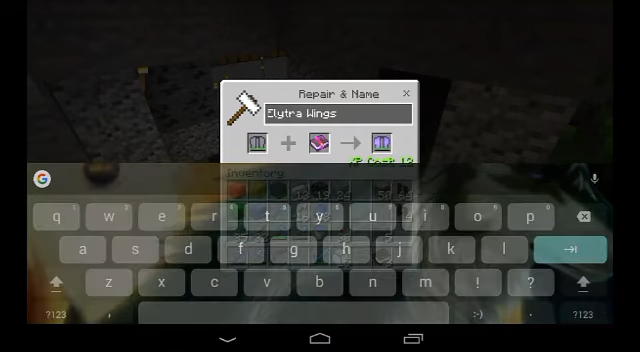 Repair & Name
Elytra Wings
XP Cost 12
Inventory
q w e r t y u i o p
a s d f g h j k l
z x c v b n m ! ?
?123 , :-) . ?123